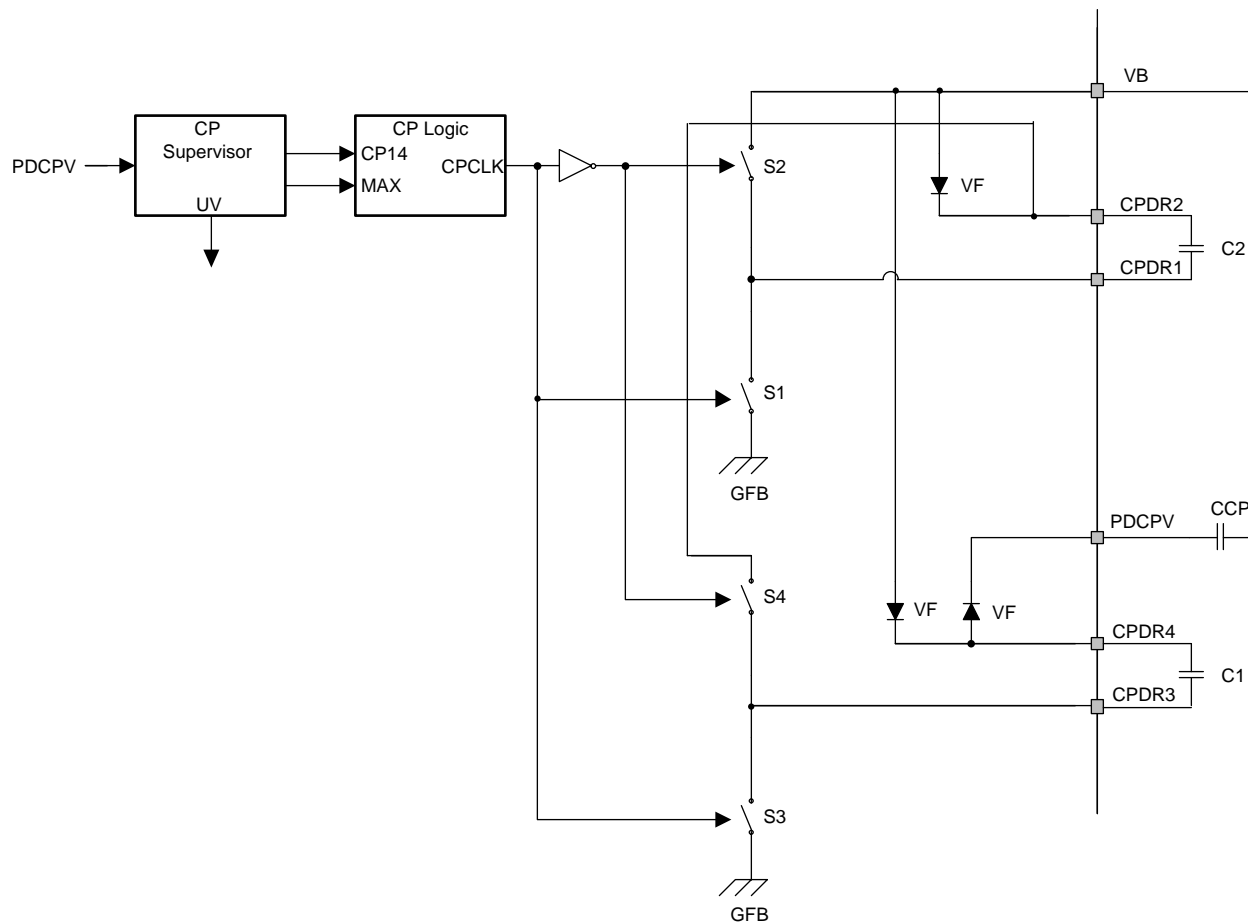 VB
CP
Supervisor
CP Logic
PDCPV
CP14
CPCLK
MAX
UV
S2
VF
CPDR2
C2
CPDR1
S1
GFB
CCP
PDCPV
S4
VF
VF
CPDR4
C1
CPDR3
S3
GFB